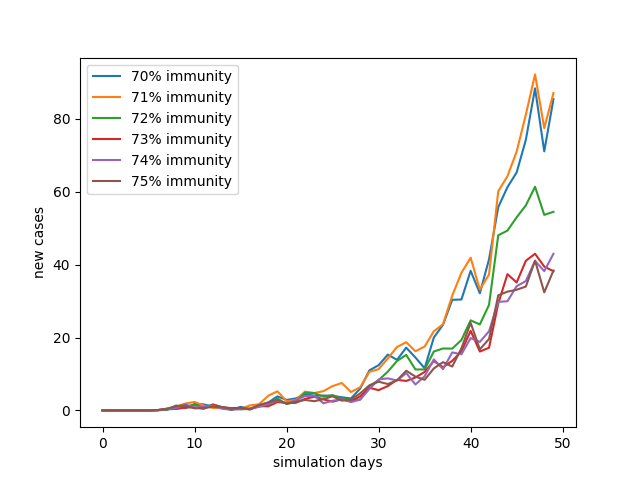 70% immunity
71% immunity
72% immunity
73% immunity
74% immunity
75% immunity
80
60
40
20
0
0 10 20 30 40 50
new cases
simulation days